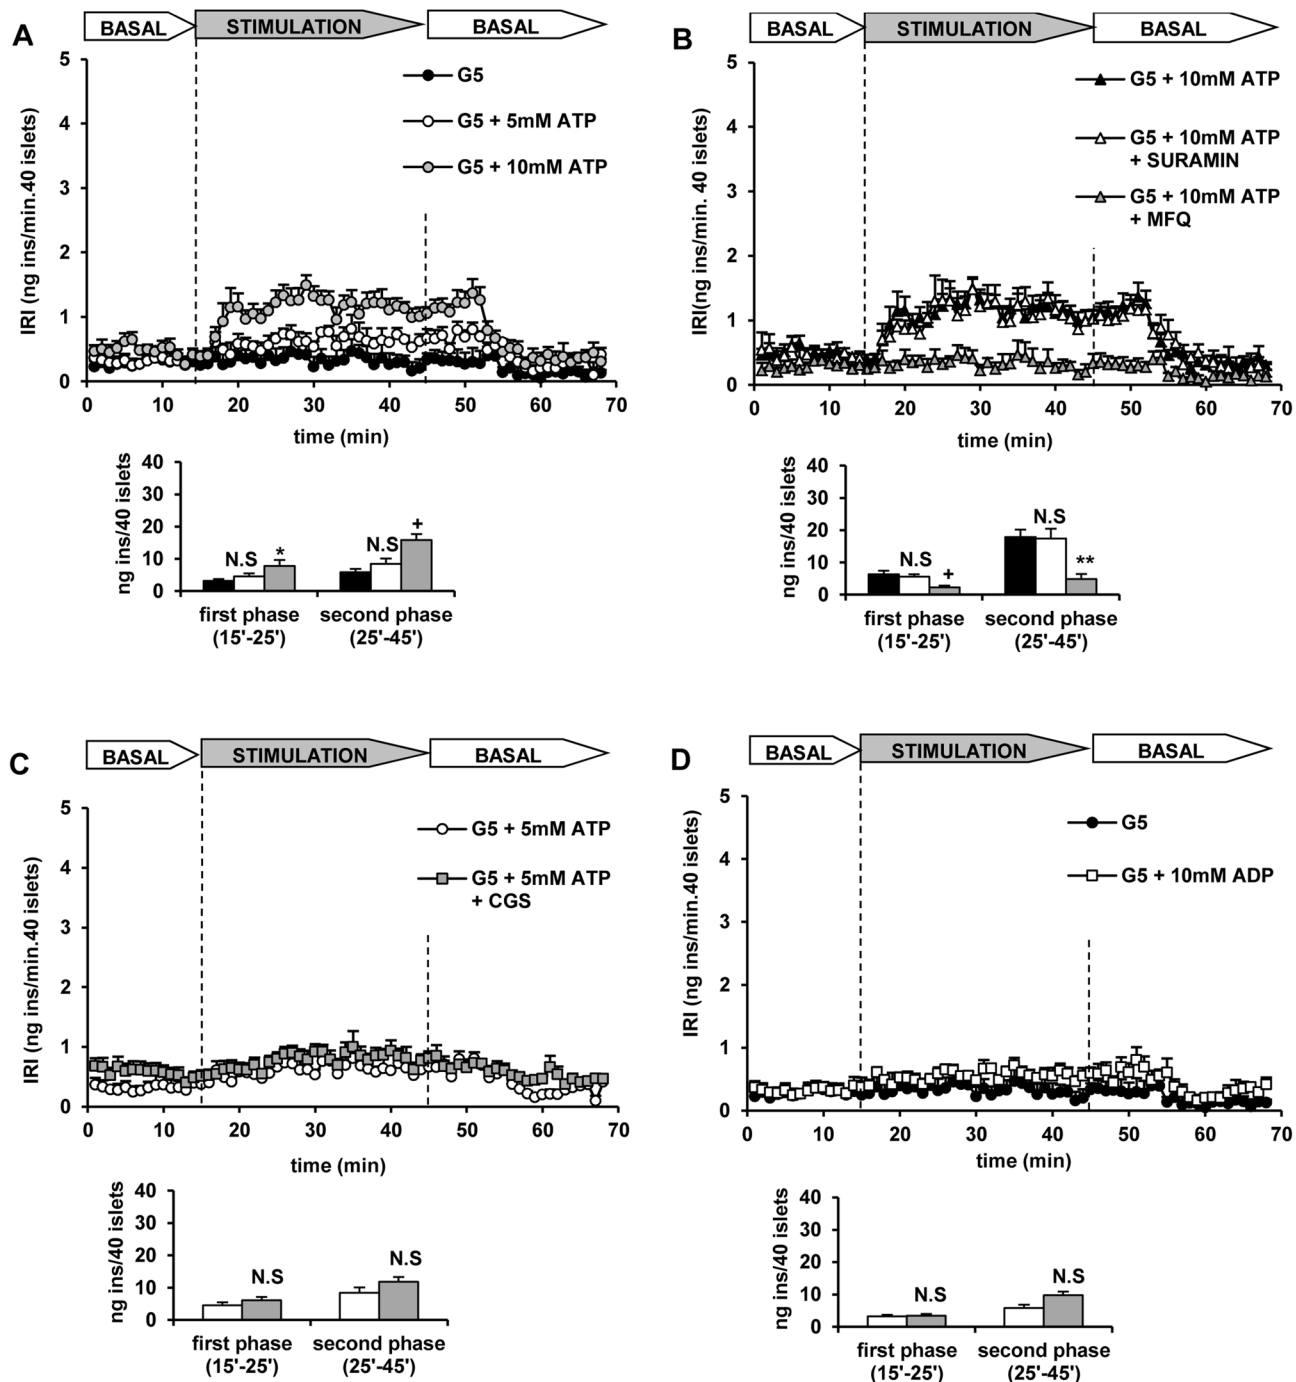 A
BASAL
STIMULATION
BASAL
IRI (ng ins/min.40 islets)
5
4
3
2
1
0
G5
G5 + 5mM ATP
G5 + 10mM ATP
0 10 20 30 40 50 60 70
time (min)
ng ins/40 islets
40
30
20
10
0
N.S
*
N.S
+
first phase
(15'-25')
second phase
(25'-45')
B
BASAL
STIMULATION
BASAL
IRI(ng ins/min. 40 islets)
5
4
3
2
1
0
G5 + 10mM ATP
G5 + 10mM ATP
+ SURAMIN
G5 + 10mM ATP
+ MFQ
0 10 20 30 40 50 60 70
time (min)
ng ins/40 islets
40
30
20
10
0
N.S
+
N.S
**
first phase
(15'-25')
second phase
(25'-45')
C
BASAL
STIMULATION
BASAL
IRI (ng ins/min.40 islets)
5
4
3
2
1
0
G5 + 5mM ATP
G5 + 5mM ATP
+ CGS
0 10 20 30 40 50 60 70
time (min)
ng ins/40 islets
40
30
20
10
0
N.S
N.S
first phase
(15'-25')
second phase
(25'-45')
D
BASAL
STIMULATION
BASAL
IRI (ng ins/min.40 islets)
5
4
3
2
1
0
G5
G5 + 10mM ADP
0 10 20 30 40 50 60 70
time (min)
ng ins/40 islets
40
30
20
10
0
N.S
N.S
first phase
(15'-25')
second phase
(25'-45')